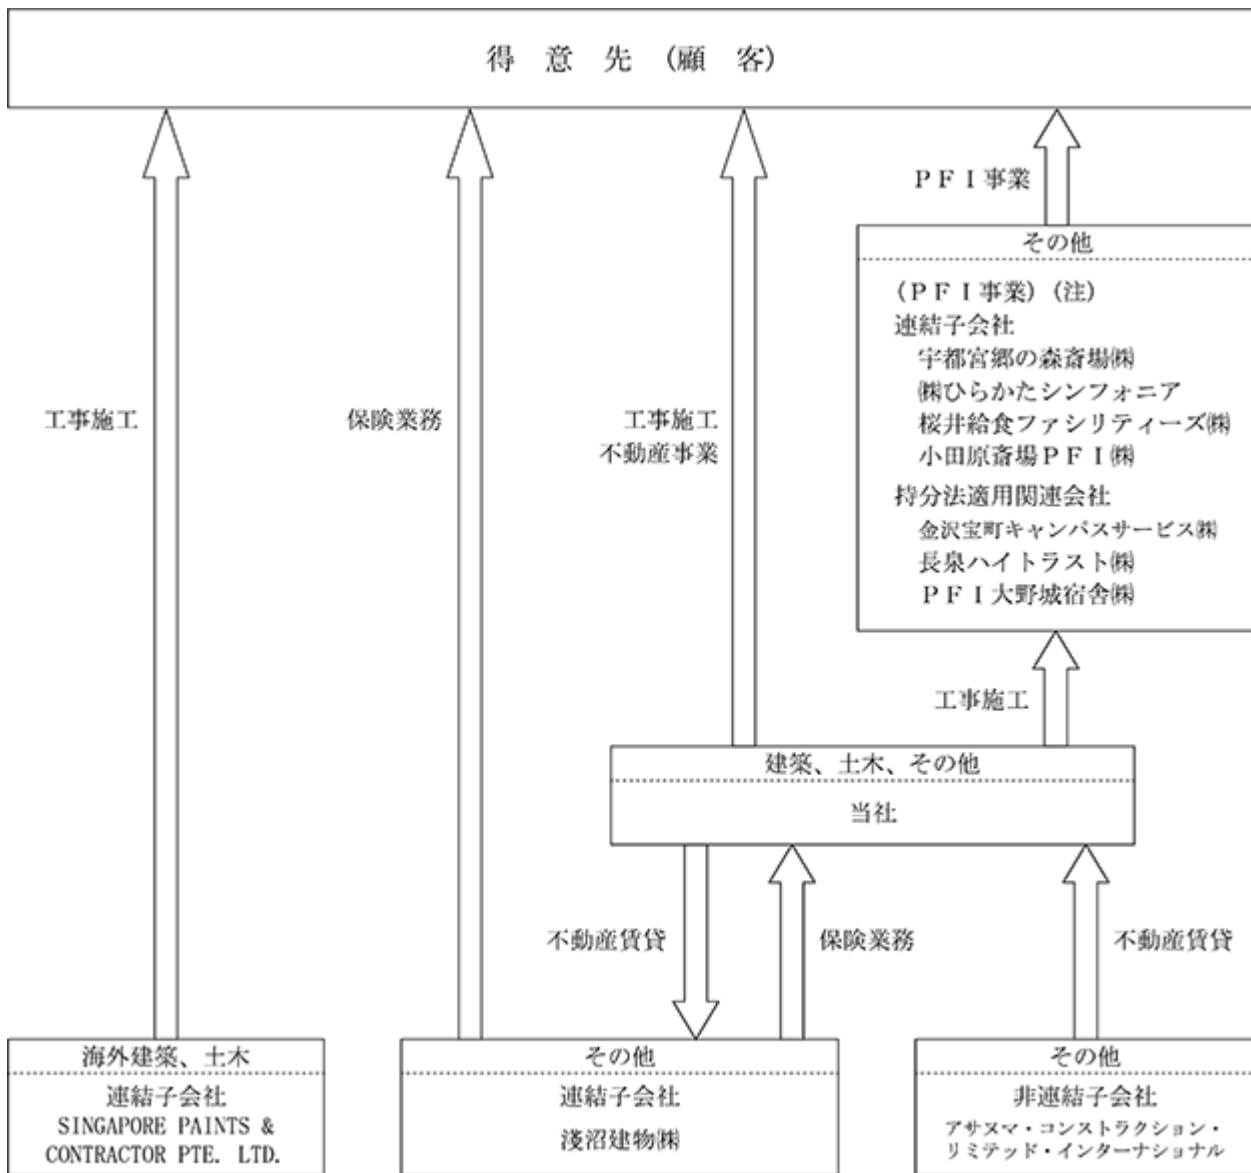 得意先(顧客)
PFI事業
その他
(PFI事業)(注)
連結子会社
宇都宮郷の森斎場㈱
㈱ひらかたシンフォニア
桜井給食ファシリティーズ㈱
小田原斎場PFI㈱
持分法適用関連会社
金沢宝町キャンパスサービス㈱
長泉ハイトラスト㈱
PFI大野城宿舎㈱
工事施工
保険業務
工事施工
不動産事業
工事施工
建築、土木、その他
当社
不動産賃貸
保険業務
不動産賃貸
海外建築、土木
連結子会社
SINGAPORE PAINTS &
CONTRACTOR PTE. LTD.
その他
連結子会社
淺沼建物㈱
その他
非連結子会社
アサヌマ・コンストラクション・
リミテッド・インターナショナル